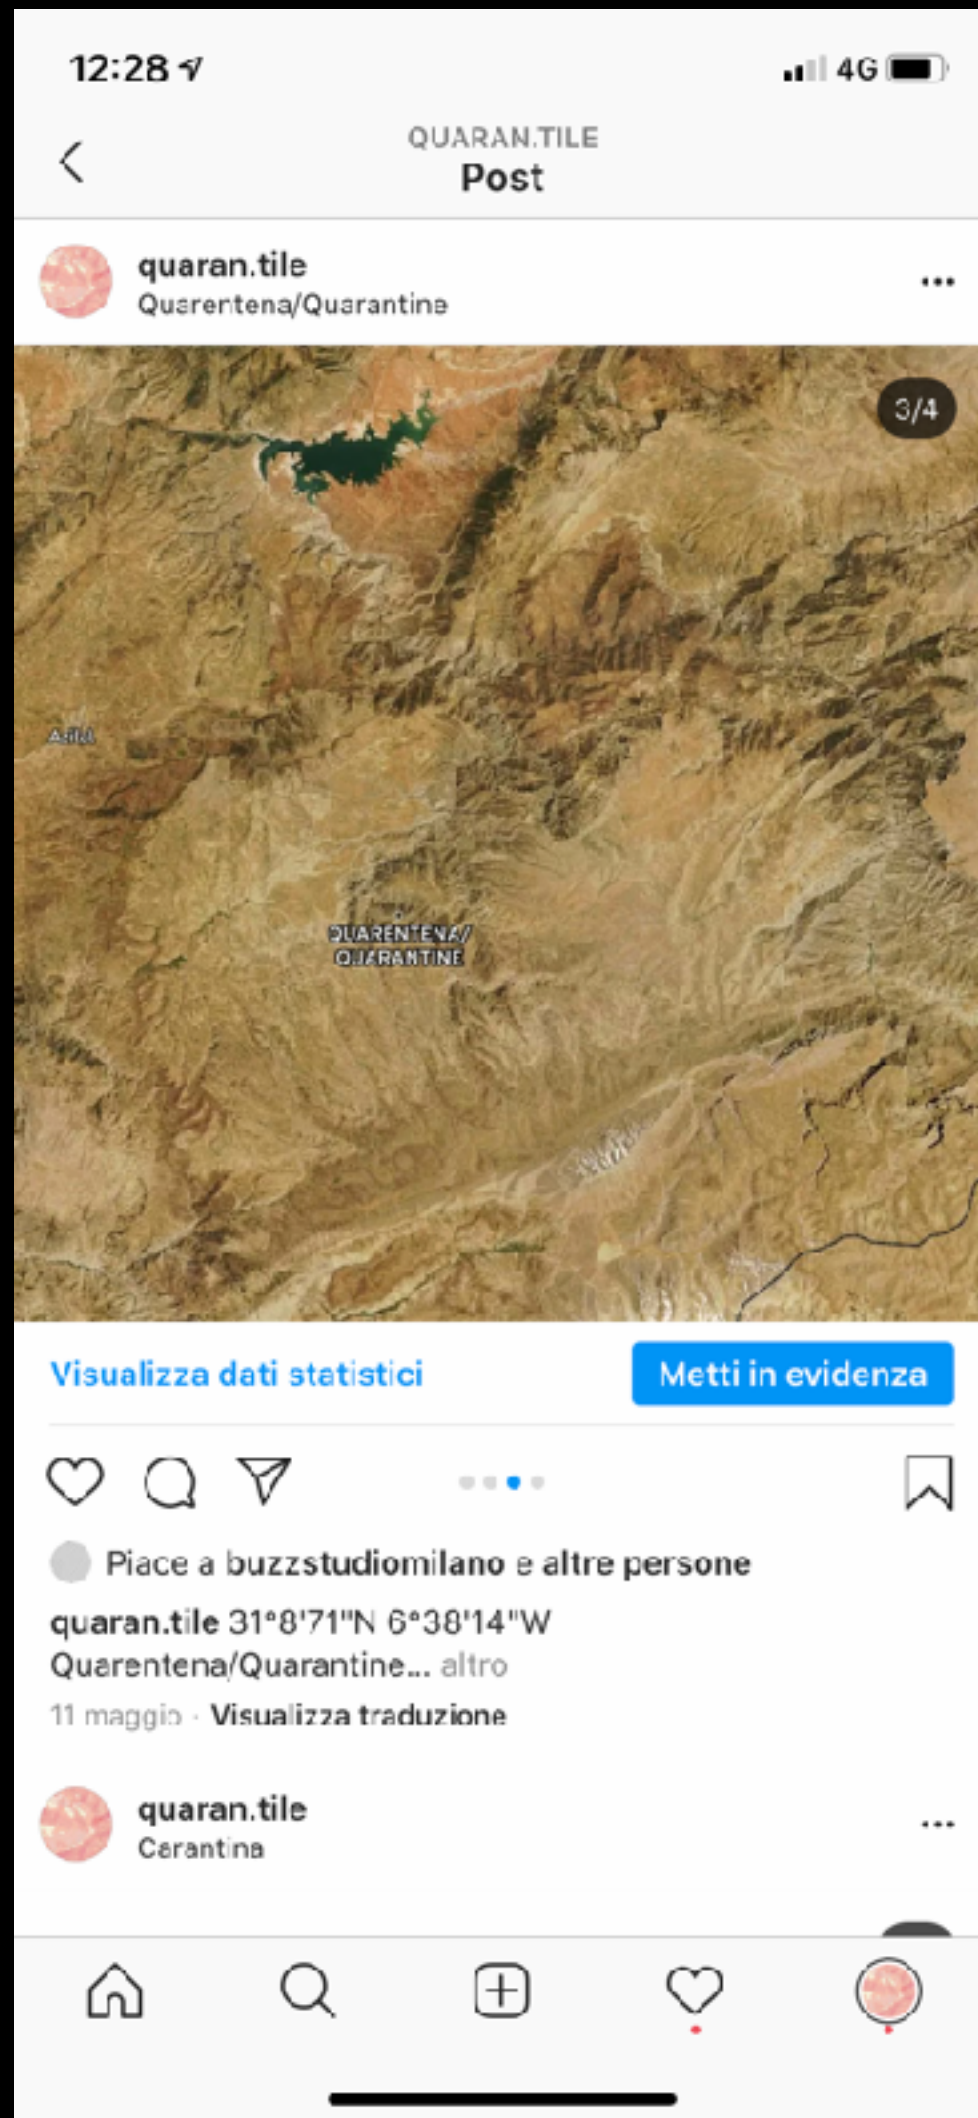 12:28
4G
QUARAN.TILE
Post
quaran.tile
Quarentena/Quarantine
3/4
QUARENTENA/
QUARANTINE
Visualizza dati statistici
Metti in evidenza
Piace a buzzstudiomilano e altre persone
quaran.tile 31°8'71"N 6°38'14"W
Quarentena/Quarantine... altro
11 maggio · Visualizza traduzione
quaran.tile
Carantina